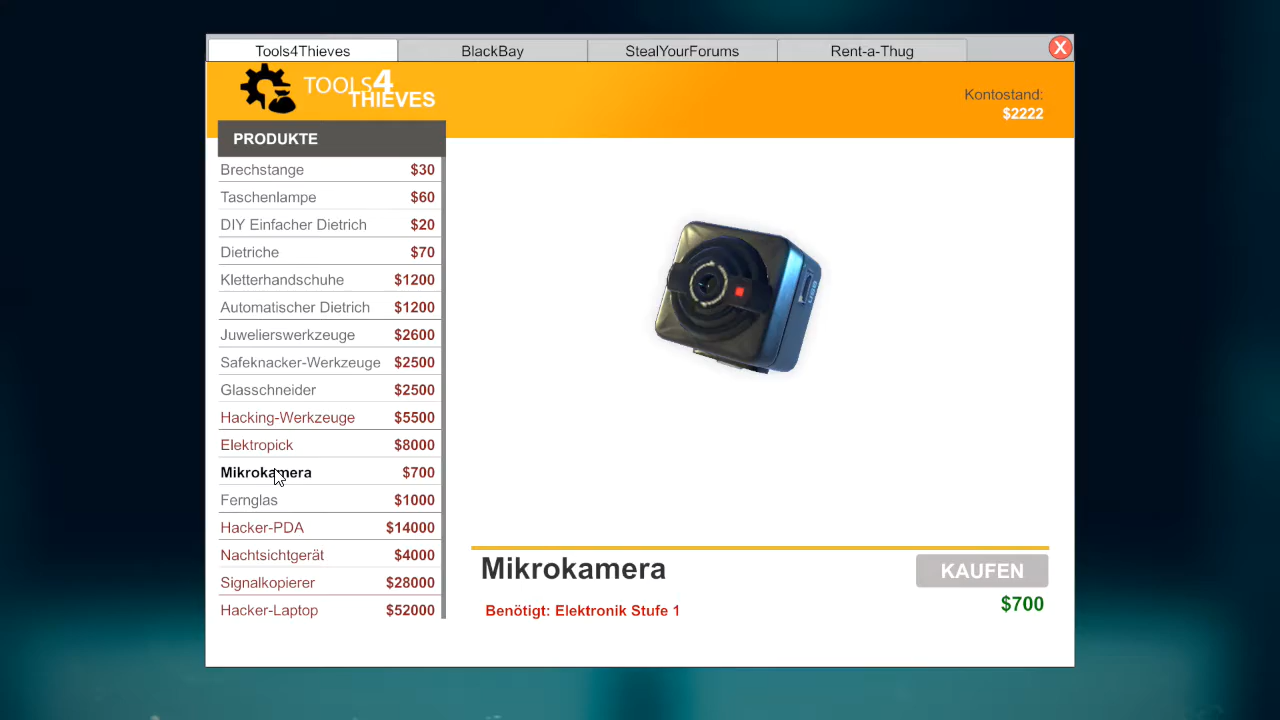 Tools4Thieves
BlackBay
StealYourForums
Rent-a-Thug
X
TOOLS4
THIEVES
Kontostand:
$2222
PRODUKTE
Brechstange $30
Taschenlampe $60
DIY Einfacher Dietrich $20
Dietriche $70
Kletterhandschuhe $1200
Automatischer Dietrich $1200
Juwelierswerkzeuge $2600
Safeknacker-Werkzeuge $2500
Glasschneider $2500
Hacking-Werkzeuge $5500
Elektropick $8000
Mikrokamera $700
Fernglas $1000
Hacker-PDA $14000
Nachtsichtgerät $4000
Signalkopierer $28000
Hacker-Laptop $52000
USB
Mikrokamera
KAUFEN
Benötigt: Elektronik Stufe 1
$700